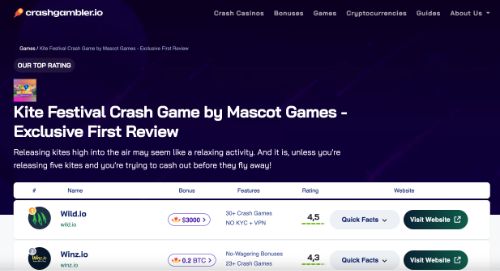 crashgambler.io
Crash Casinos Bonuses Games Cryptocurrencies Guides About Us
Games / Kite Festival Crash Game by Mascot Games - Exclusive First Review
OUR TOP RATING
Kite Festival Crash Game by Mascot Games -
Exclusive First Review
Releasing kites high into the air may seem like a relaxing activity. And it is, unless you're
releasing five kites and you're trying to cash out before they fly away!
# Name Bonus Features Rating Website
Wild.io
wild.io
$3000
30+ Crash Games
NO KYC + VPN
4,5
Quick Facts
Visit Website
Winz.io
winz.io
0.2 BTC
No-Wagering Bonuses
23+ Crash Games
4,3
Quick Facts
Visit Website